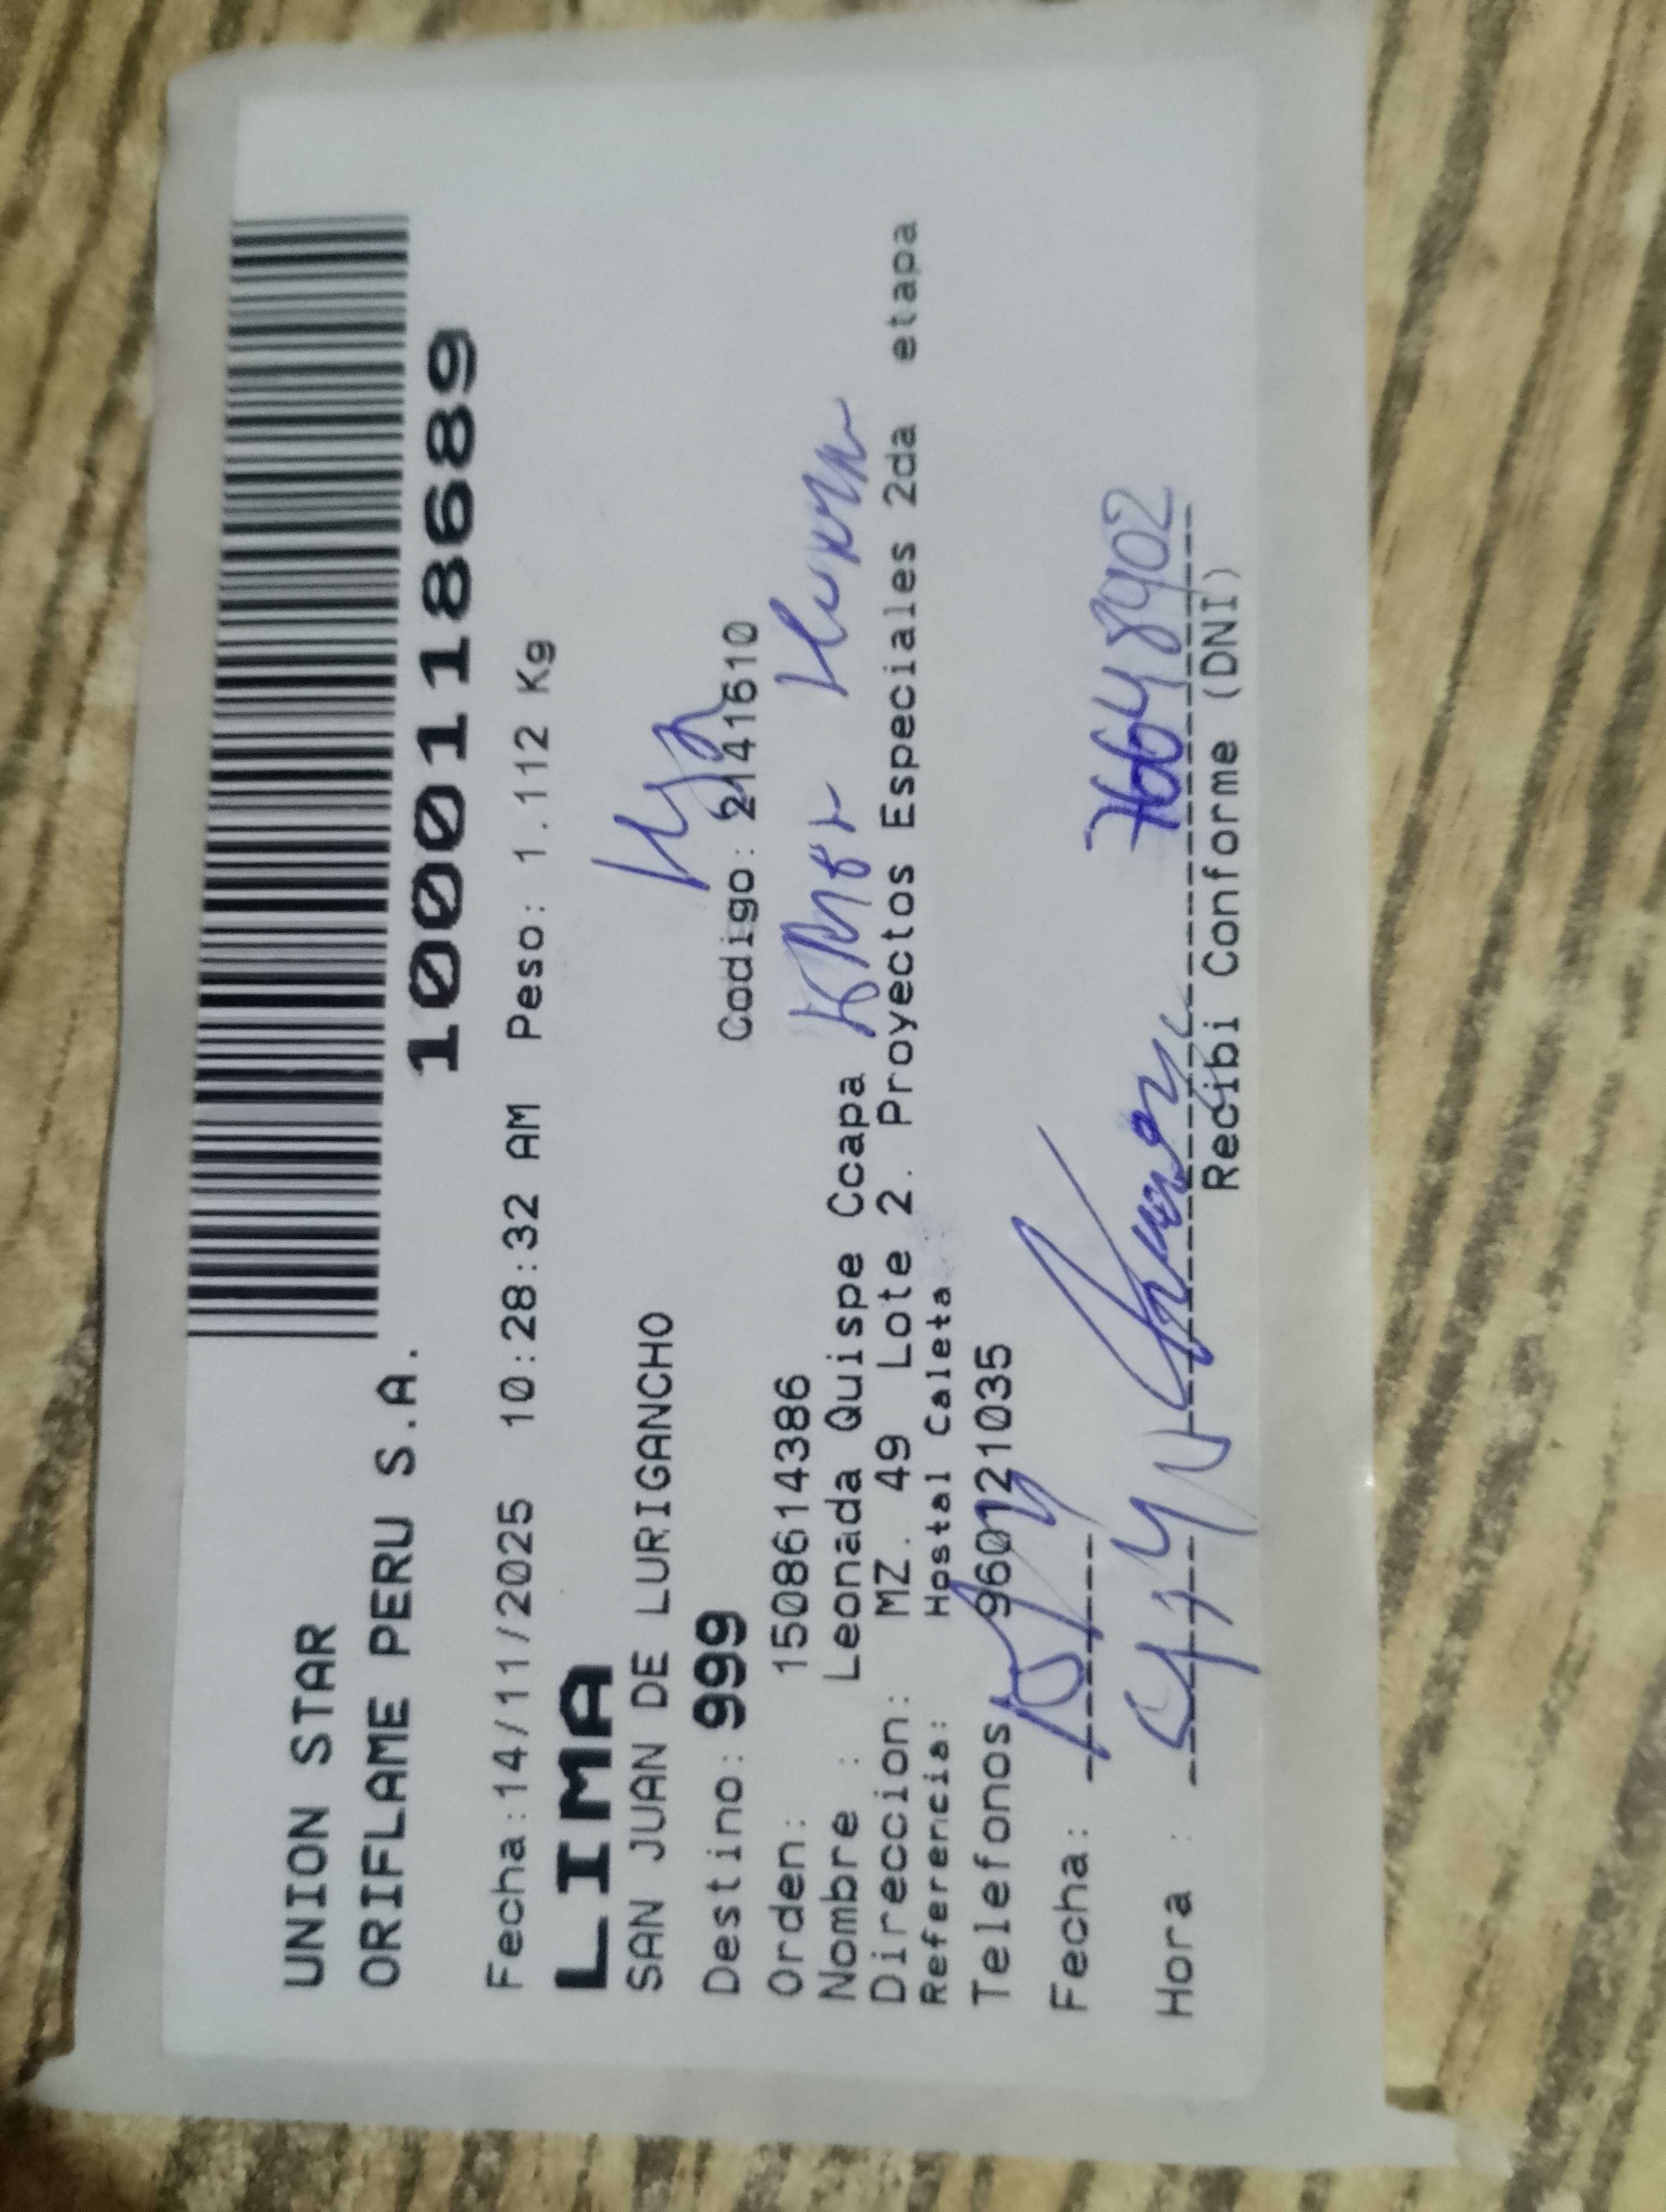 UNION STAR
ORIFLAME PERU S.A.
1000118689
Fecha:14/11/2025 10:28:32 AM Peso: 1.112 Kg
LIMA
SAN JUAN DE LURIGANCHO
Destino: 999 Codigo: 2141610
Orden: 1508614386
Nombre : Leonada Quispe Ccapa
Direccion: MZ. 49 Lote 2. Proyectos Especiales 2da etapa
Referencia: Hostal Caleta
Telefonos 960121035
Fecha:
Hora :
Recibi Conforme (DNI)